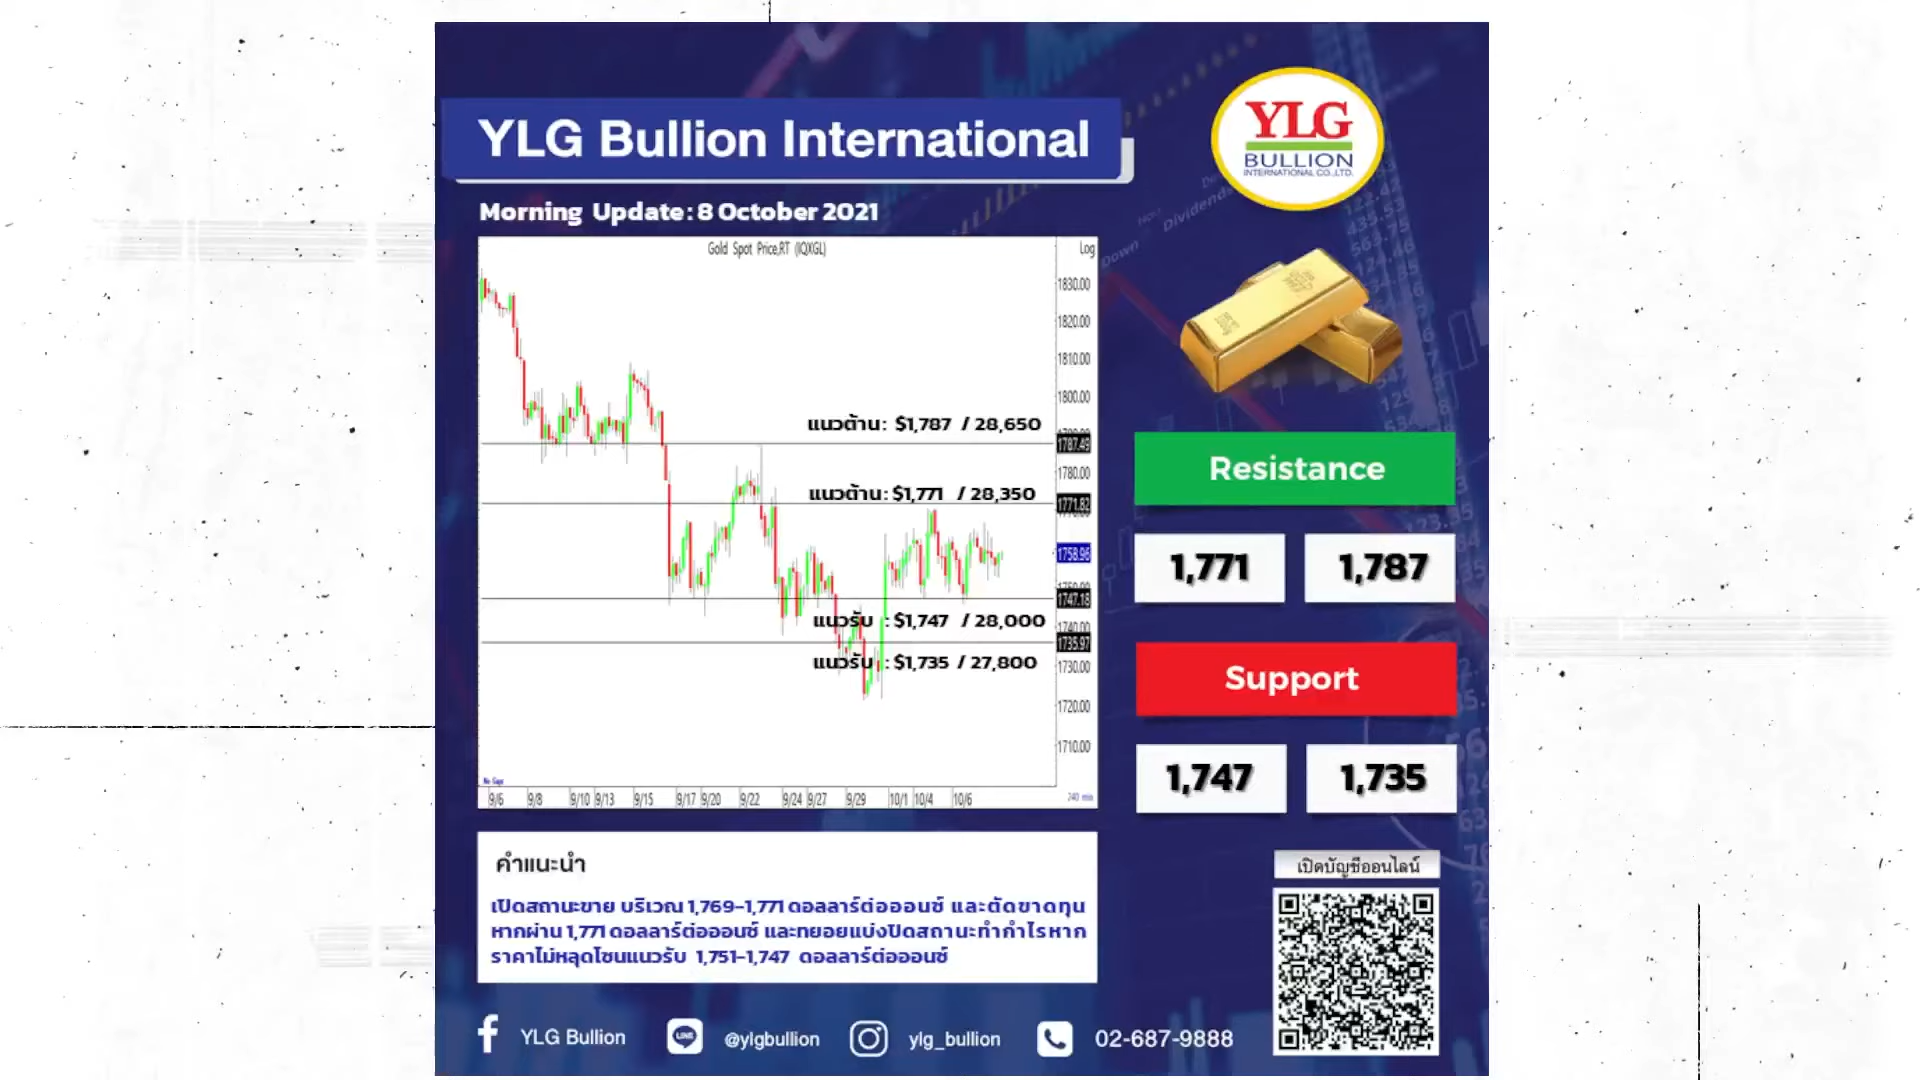 YLG Bullion International
YLG
BULLION
INTERNATIONAL CO.,LTD.
Morning Update : 8 October 2021
Gold Spot Price,RT (IQXGL)
Log
1830.00
1820.00
1810.00
1800.00
แนวต้าน: $1,787 / 28,650
1787.49
1780.00
แนวต้าน: $1,771 / 28,350
1771.82
1758.96
1750.00
1747.18
แนวรับ : $1,747 / 28,000
1740.00
1735.97
แนวรับ : $1,735 / 27,800
1730.00
1720.00
1710.00
No Gaps
9/6 9/8 9/10 9/13 9/15 9/17 9/20 9/22 9/24 9/27 9/29 10/1 10/4 10/6 240 min
Resistance
1,771 1,787
Support
1,747 1,735
คำแนะนำ
เปิดสถานะขาย บริเวณ 1,769-1,771 ดอลลาร์ต่อออนซ์ และตัดขาดทุน
หากผ่าน 1,771 ดอลลาร์ต่อออนซ์ และทยอยแบ่งปิดสถานะทำกำไรหาก
ราคาไม่หลุดโซนแนวรับ 1,751-1,747 ดอลลาร์ต่อออนซ์
เปิดบัญชีออนไลน์
YLG Bullion LINE @ylgbullion ylg_bullion 02-687-9888
Dividends
Down